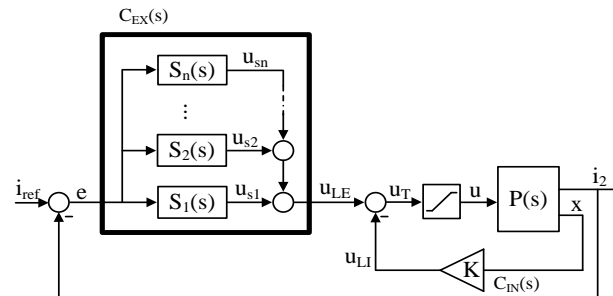 C_EX(s)
S_n(s)
u_sn
...
S_2(s)
u_s2
i_ref
e
S_1(s)
u_s1
u_LE
u_T
u
P(s)
i_2
x
-
-
u_LI
K
C_IN(s)